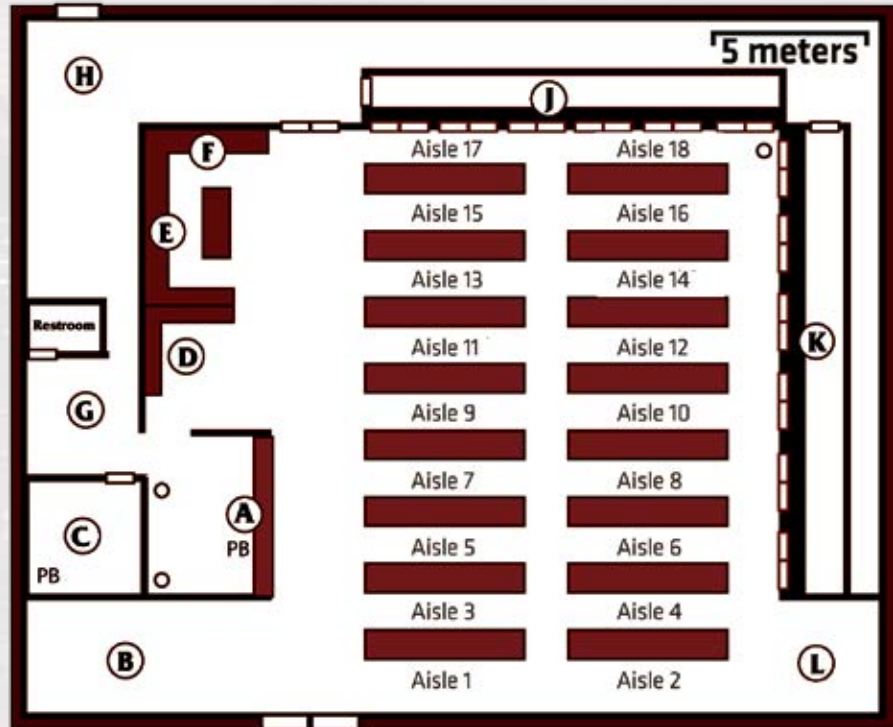 H
5 meters
J
F
Aisle 17
Aisle 18
E
Aisle 15
Aisle 16
Aisle 13
Aisle 14
Restroom
D
K
Aisle 11
Aisle 12
G
Aisle 9
Aisle 10
Aisle 7
Aisle 8
A
C
PB
PB
Aisle 5
Aisle 6
Aisle 3
Aisle 4
B
L
Aisle 1
Aisle 2